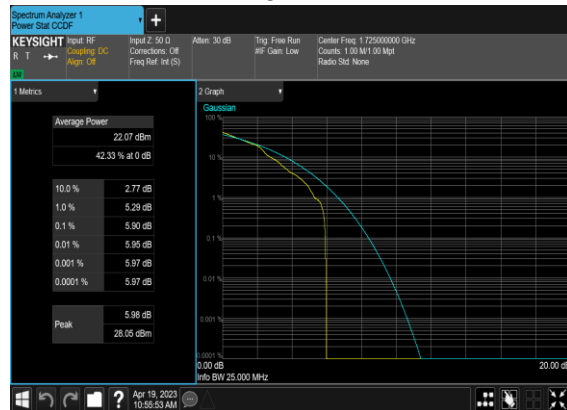 Spectrum Analyzer 1
Power Stat CCDF
KEYSIGHT
R T
LW
Input: RF
Coupling: DC
Align: Off
Input Z: 50 Ω
Corrections: Off
Freq Ref: Int (S)
Atten: 30 dB
Trig: Free Run
#IF Gain: Low
Center Freq: 1.725000000 GHz
Counts: 1.00 M/1.00 Mpt
Radio Std: None
1 Metrics
Average Power
22.07 dBm
42.33 % at 0 dB
10.0 % 2.77 dB
1.0 % 5.29 dB
0.1 % 5.90 dB
0.01 % 5.95 dB
0.001 % 5.97 dB
0.0001 % 5.97 dB
Peak
5.98 dB
28.05 dBm
2 Graph
Gaussian
100 %
10 %
1 %
0.1 %
0.01 %
0.001 %
0.0001 %
0.00 dB 20.00 dB
Info BW 25.000 MHz
? Apr 19, 2023
10:55:53 AM